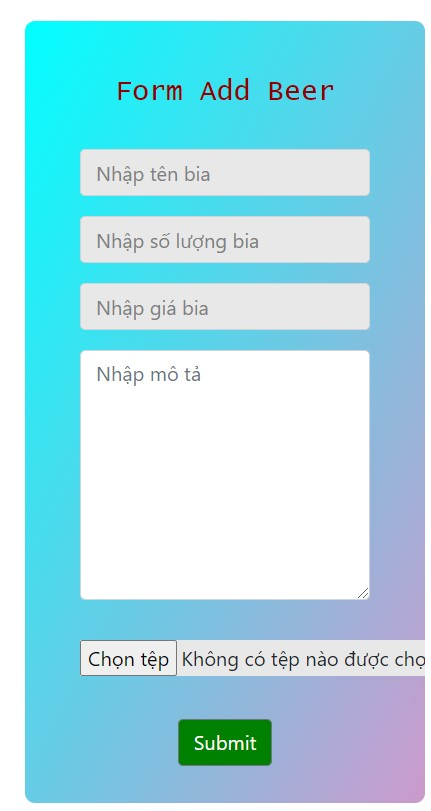 Form Add Beer
Nhập tên bia
Nhập số lượng bia
Nhập giá bia
Nhập mô tả
Chọn tệp Không có tệp nào được
Submit